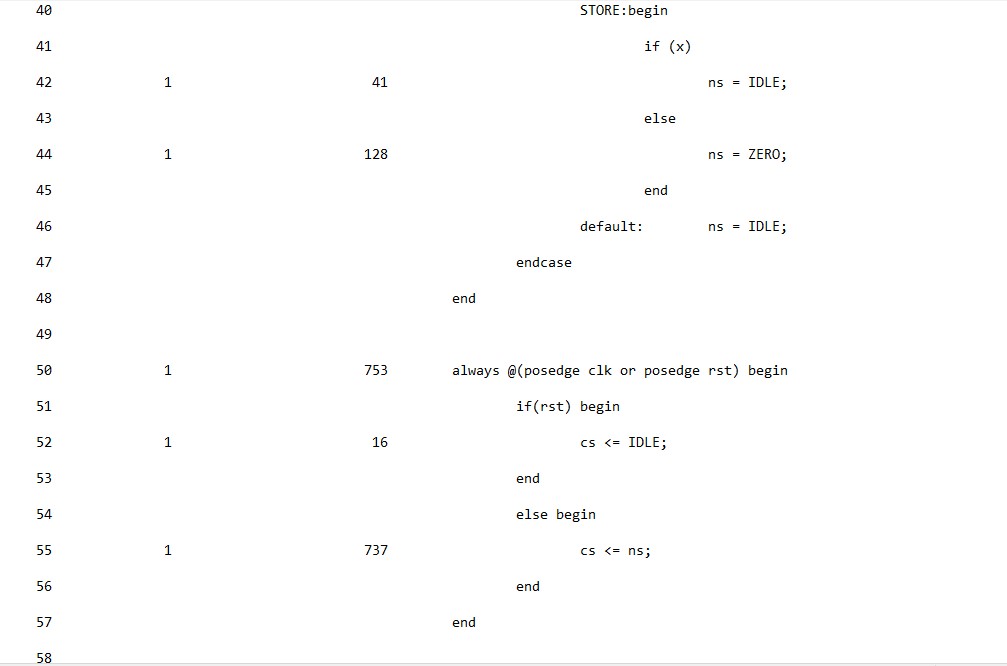 40 STORE:begin
41 if (x)
42 1 41 ns = IDLE;
43 else
44 1 128 ns = ZERO;
45 end
46 default: ns = IDLE;
47 endcase
48 end
49
50 1 753 always @(posedge clk or posedge rst) begin
51 if(rst) begin
52 1 16 cs <= IDLE;
53 end
54 else begin
55 1 737 cs <= ns;
56 end
57 end
58